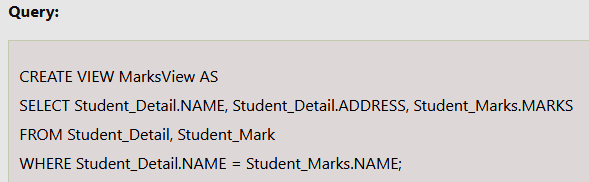 Query:
CREATE VIEW MarksView AS
SELECT Student_Detail.NAME, Student_Detail.ADDRESS, Student_Marks.MARKS
FROM Student_Detail, Student_Mark
WHERE Student_Detail.NAME = Student_Marks.NAME;